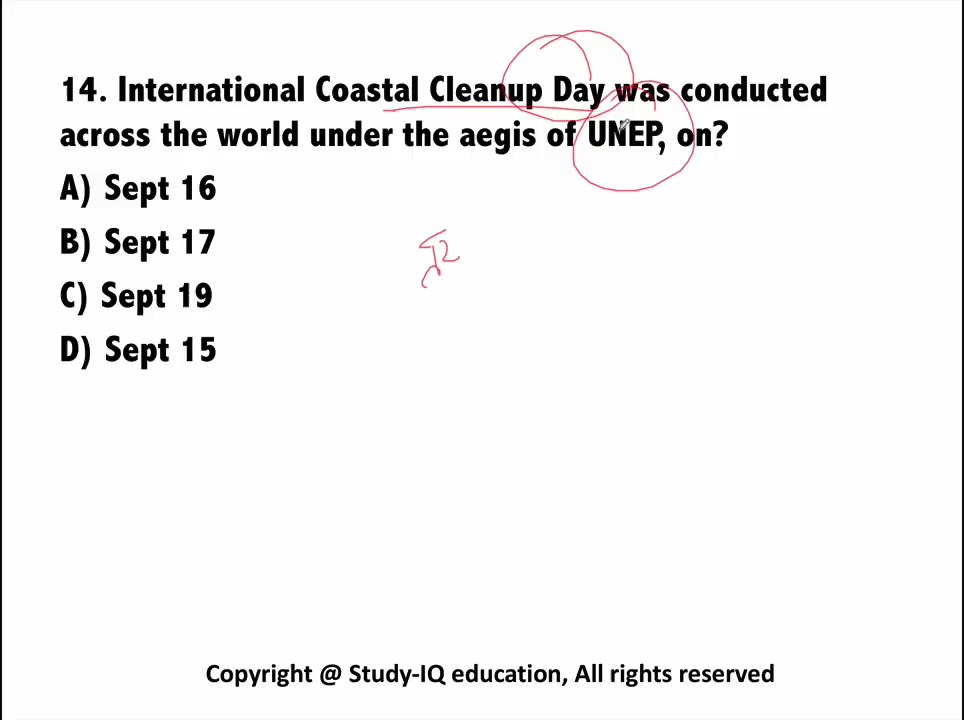 14. International Coastal Cleanup Day was conducted
across the world under the aegis of UNEP, on?
A) Sept 16
B) Sept 17
C) Sept 19
D) Sept 15
Copyright @ Study-IQ education, All rights reserved